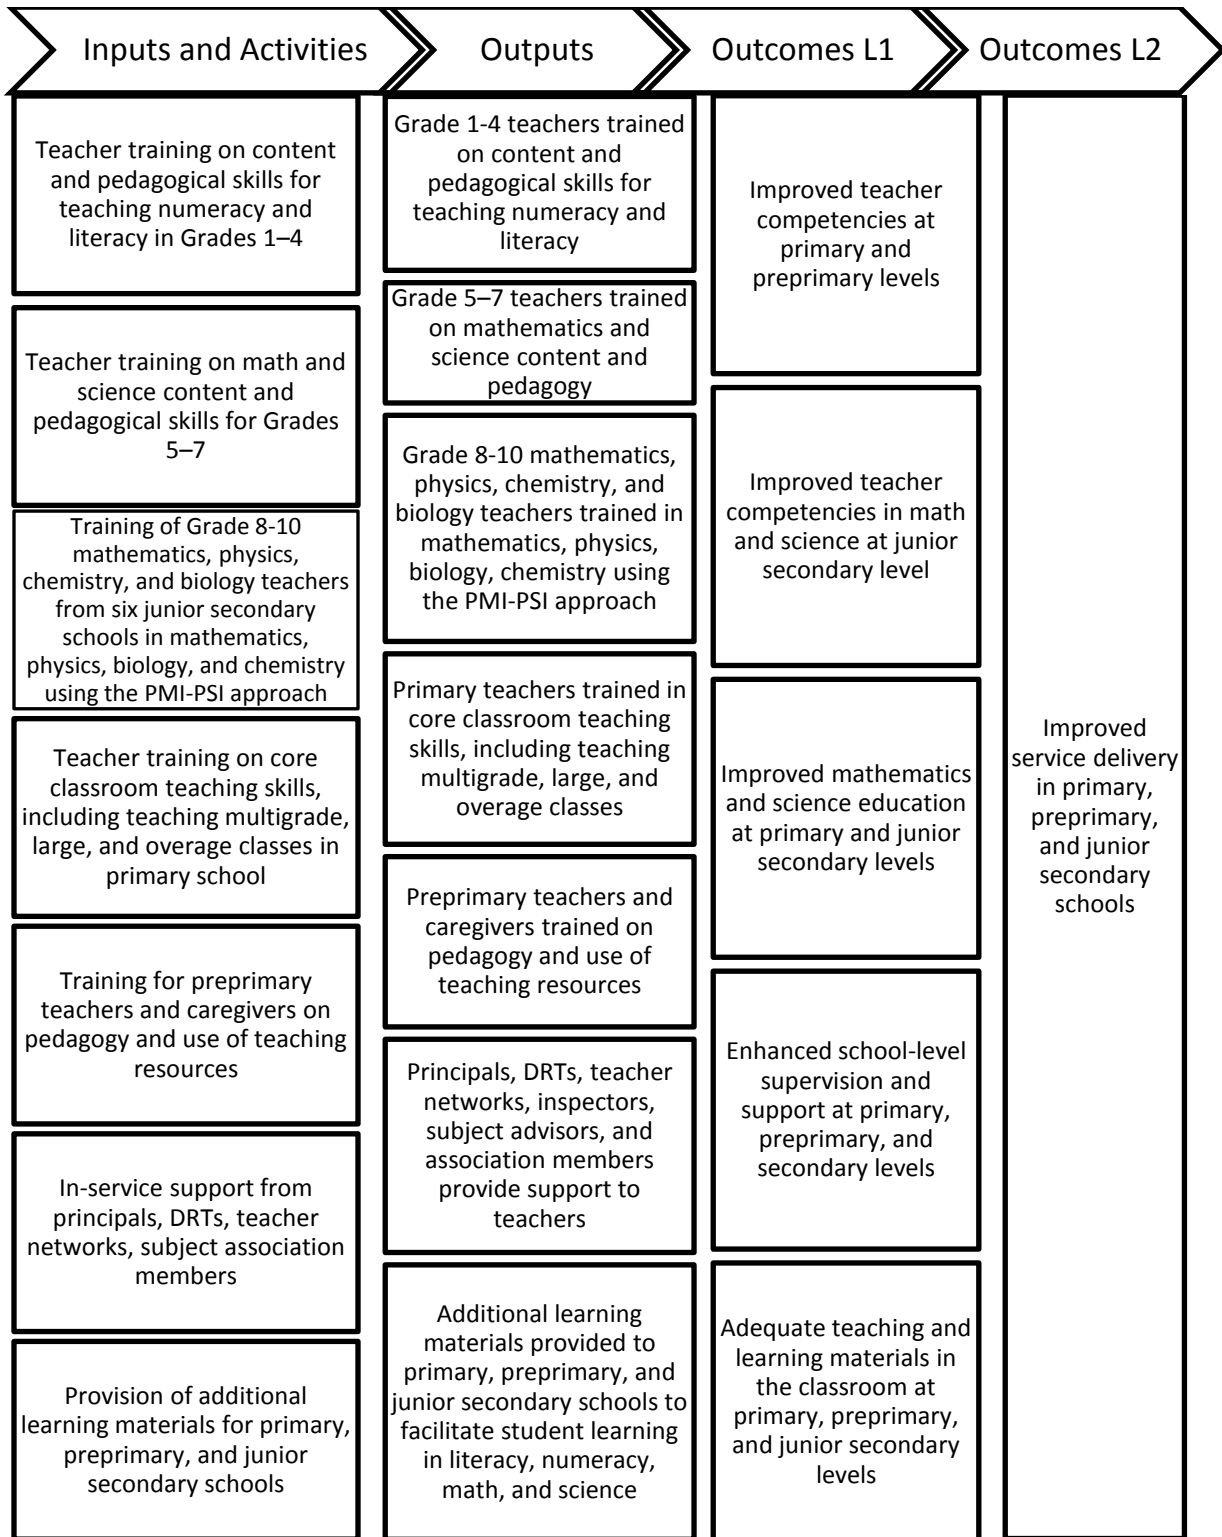 Inputs and Activities
Outputs
Outcomes L1
Outcomes L2
Teacher training on content
and pedagogical skills for
teaching numeracy and
literacy in Grades 1–4
Teacher training on math and
science content and
pedagogical skills for Grades
5–7
Training of Grade 8-10
mathematics, physics,
chemistry, and biology teachers
from six junior secondary
schools in mathematics,
physics, biology, and chemistry
using the PMI-PSI approach
Teacher training on core
classroom teaching skills,
including teaching multigrade,
large, and overage classes in
primary school
Training for preprimary
teachers and caregivers on
pedagogy and use of teaching
resources
In-service support from
principals, DRTs, teacher
networks, subject association
members
Provision of additional
learning materials for primary,
preprimary, and junior
secondary schools
Grade 1-4 teachers trained
on content and
pedagogical skills for
teaching numeracy and
literacy
Grade 5–7 teachers trained
on mathematics and
science content and
pedagogy
Grade 8-10 mathematics,
physics, chemistry, and
biology teachers trained in
mathematics, physics,
biology, chemistry using
the PMI-PSI approach
Primary teachers trained in
core classroom teaching
skills, including teaching
multigrade, large, and
overage classes
Preprimary teachers and
caregivers trained on
pedagogy and use of
teaching resources
Principals, DRTs, teacher
networks, inspectors,
subject advisors, and
association members
provide support to
teachers
Additional learning
materials provided to
primary, preprimary, and
junior secondary schools to
facilitate student learning
in literacy, numeracy,
math, and science
Improved teacher
competencies at
primary and
preprimary levels
Improved teacher
competencies in math
and science at junior
secondary level
Improved mathematics
and science education
at primary and junior
secondary levels
Enhanced school-level
supervision and
support at primary,
preprimary, and
secondary levels
Adequate teaching and
learning materials in
the classroom at
primary, preprimary,
and junior secondary
levels
Improved
service delivery
in primary,
preprimary,
and junior
secondary
schools